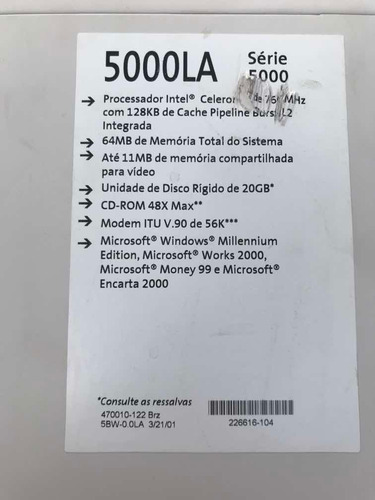 5000LA Série 5000
→ Processador Intel® Celeron MHz
com 128KB de Cache Pipeline Burst L2
Integrada
→ 64MB de Memória Total do Sistema
→ Até 11MB de memória compartilhada
para vídeo
→ Unidade de Disco Rígido de 20GB*
→ CD-ROM 48X Max**
→ Modem ITU V.90 de 56K***
→ Microsoft® Windows® Millennium
Edition, Microsoft® Works 2000,
Microsoft® Money 99 e Microsoft®
Encarta 2000
*Consulte as ressalvas
470010-122 Brz
5BW-0.0LA 3/21/01
226616-104